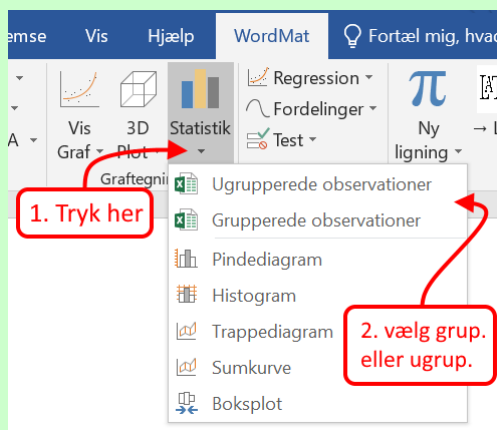 emse Vis Hjælp WordMat Fortæl mig, hvad
Regression
Fordelinger
Test
A
Vis Graf
3D Plot
Statistik
Ny ligning
Graftegni
1. Tryk her
Ugrupperede observationer
Grupperede observationer
Pindediagram
Histogram
Trappediagram
Sumkurve
Boksplot
2. vælg grup.
eller ugrup.